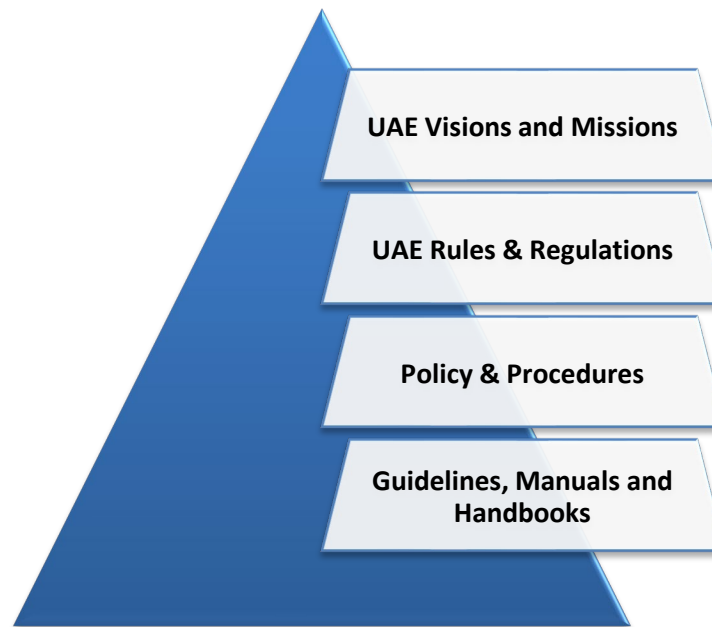 UAE Visions and Missions
UAE Rules & Regulations
Policy & Procedures
Guidelines, Manuals and
Handbooks